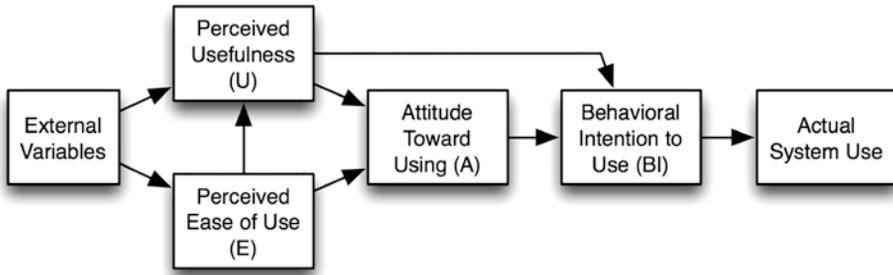 External
Variables
Perceived
Usefulness
(U)
Perceived
Ease of Use
(E)
Attitude
Toward
Using (A)
Behavioral
Intention to
Use (BI)
Actual
System Use